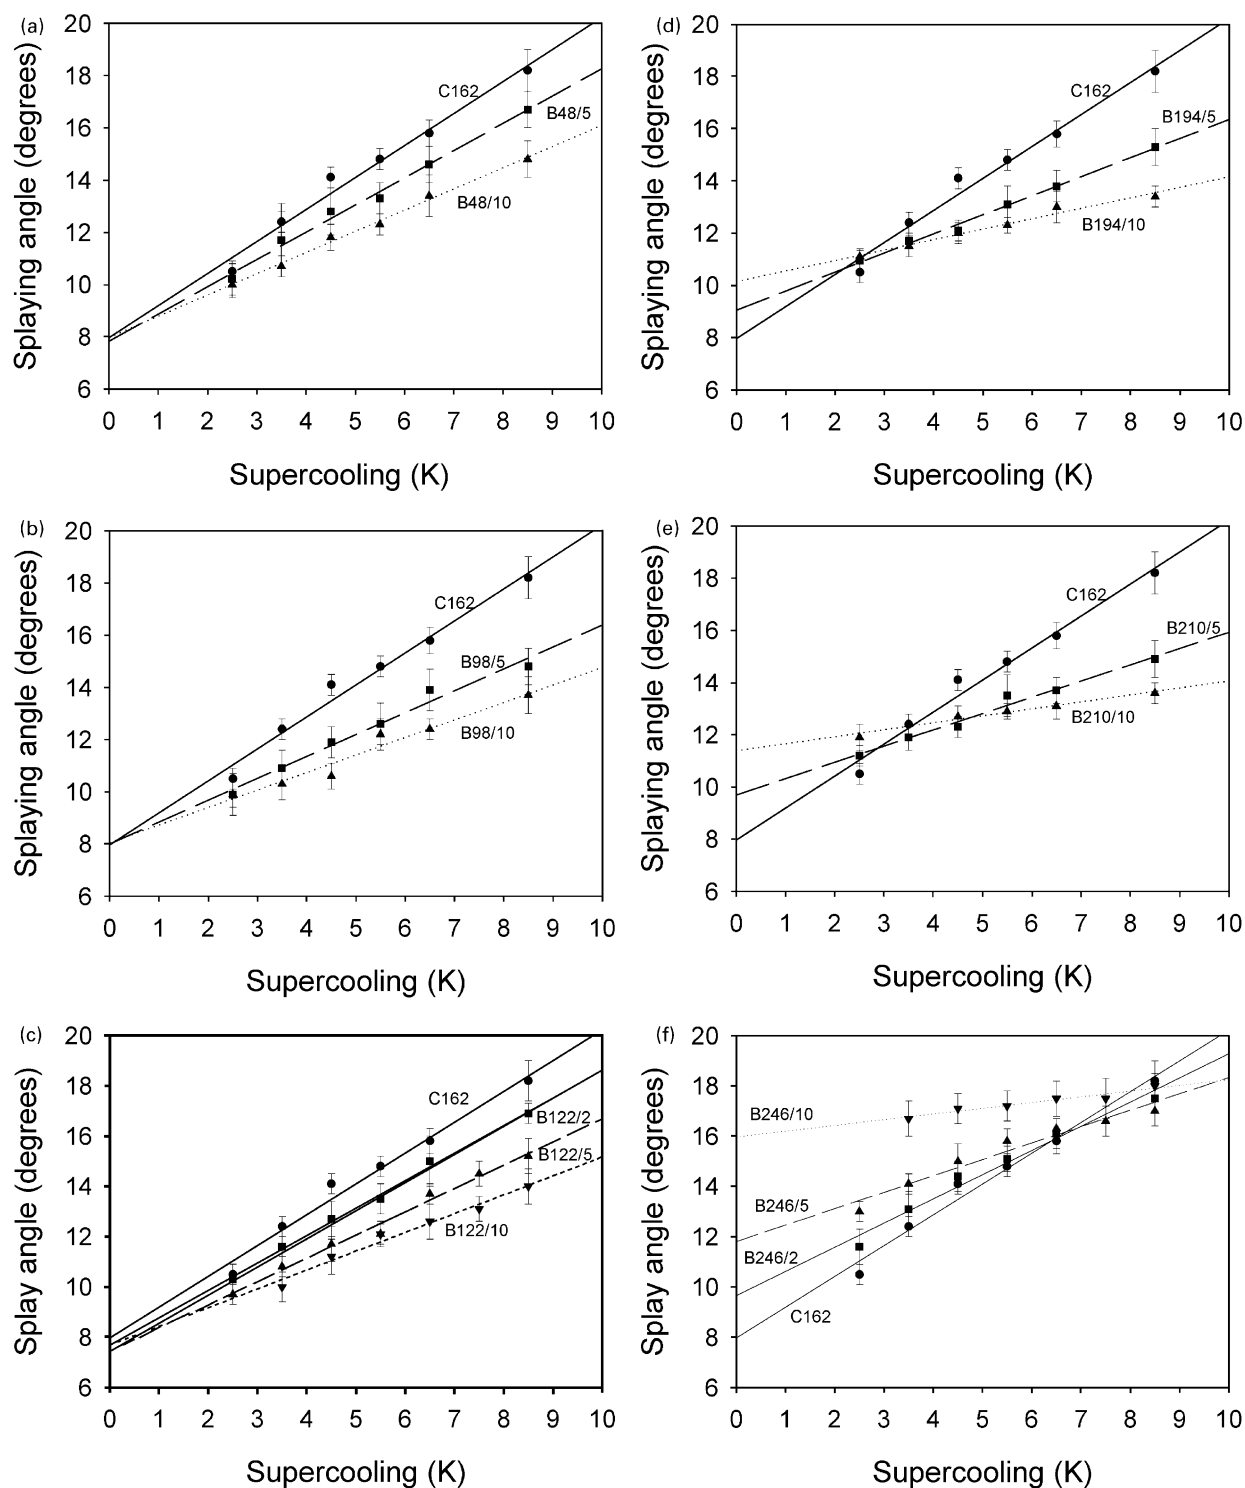 (a)
20
18
16
14
12
10
8
6
0 1 2 3 4 5 6 7 8 9 10
Splaying angle (degrees)
Supercooling (K)
C162
B48/5
B48/10
(d)
20
18
16
14
12
10
8
6
0 1 2 3 4 5 6 7 8 9 10
Splaying angle (degrees)
Supercooling (K)
C162
B194/5
B194/10
(b)
20
18
16
14
12
10
8
6
0 1 2 3 4 5 6 7 8 9 10
Splaying angle (degrees)
Supercooling (K)
C162
B98/5
B98/10
(e)
20
18
16
14
12
10
8
6
0 1 2 3 4 5 6 7 8 9 10
Splaying angle (degrees)
Supercooling (K)
C162
B210/5
B210/10
(c)
20
18
16
14
12
10
8
6
0 1 2 3 4 5 6 7 8 9 10
Splay angle (degrees)
Supercooling (K)
C162
B122/2
B122/5
B122/10
(f)
20
18
16
14
12
10
8
6
0 1 2 3 4 5 6 7 8 9 10
Splay angle (degrees)
Supercooling (K)
B246/10
B246/5
B246/2
C162